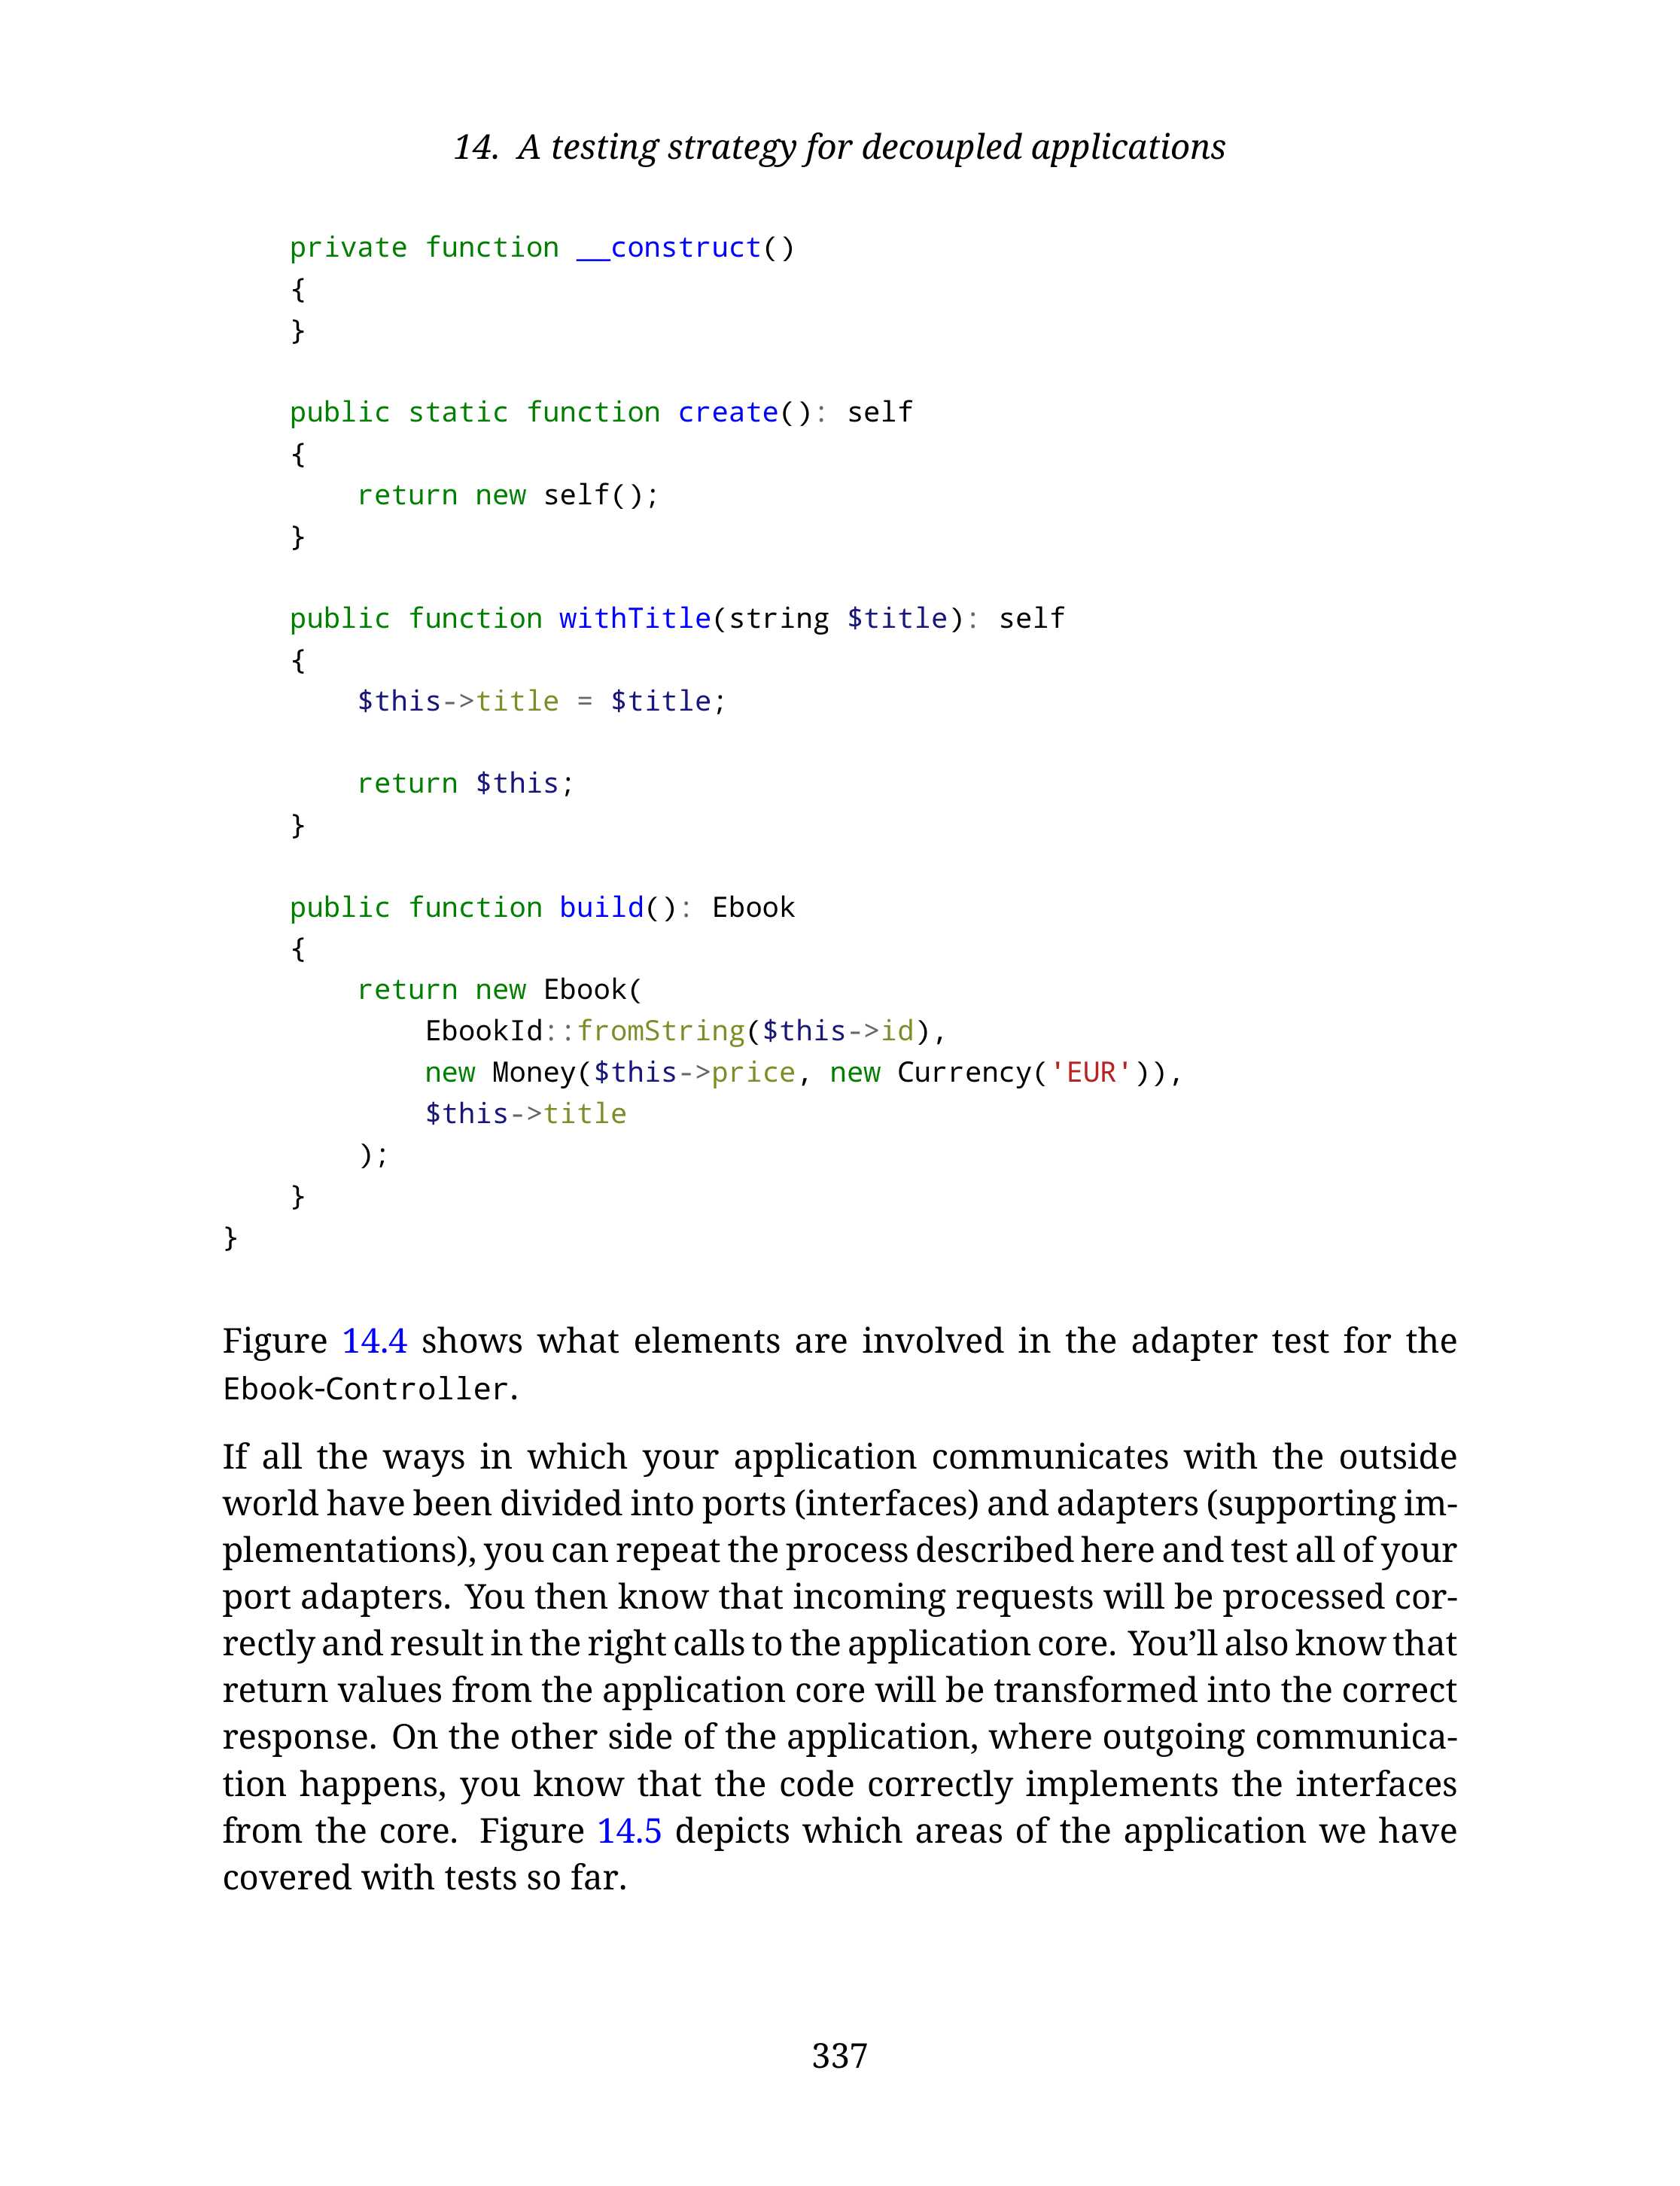 14. A testing strategy for decoupled applications
    private function __construct()
    {
    }

    public static function create(): self
    {
        return new self();
    }

    public function withTitle(string $title): self
    {
        $this->title = $title;

        return $this;
    }

    public function build(): Ebook
    {
        return new Ebook(
            EbookId::fromString($this->id),
            new Money($this->price, new Currency('EUR')),
            $this->title
        );
    }
}
Figure 14.4 shows what elements are involved in the adapter test for the
Ebook-Controller.
If all the ways in which your application communicates with the outside
world have been divided into ports (interfaces) and adapters (supporting im-
plementations), you can repeat the process described here and test all of your
port adapters. You then know that incoming requests will be processed cor-
rectly and result in the right calls to the application core. You’ll also know that
return values from the application core will be transformed into the correct
response. On the other side of the application, where outgoing communica-
tion happens, you know that the code correctly implements the interfaces
from the core. Figure 14.5 depicts which areas of the application we have
covered with tests so far.
337